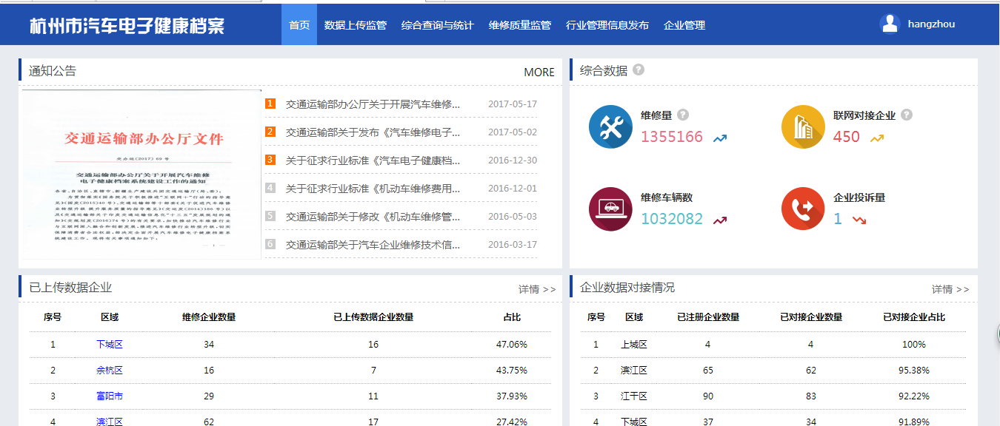 杭州市汽车电子健康档案
首页 数据上传监管 综合查询与统计 维修质量监管 行业管理信息发布 企业管理
hangzhou
通知公告
MORE
交通运输部办公厅文件
交办运〔2017〕69号
交通运输部办公厅关于开展汽车维修
电子健康档案系统建设工作的通知
1 交通运输部办公厅关于开展汽车维修... 2017-05-17
2 交通运输部关于发布《汽车维修电子... 2017-05-02
3 关于征求行业标准《汽车电子健康档... 2016-12-30
4 关于征求行业标准《机动车维修费用... 2016-12-01
5 交通运输部关于修改《机动车维修管... 2016-05-03
6 交通运输部关于汽车企业维修技术信... 2016-03-17
综合数据 ?
维修量 ?
1355166
联网对接企业 ?
450
维修车辆数
1032082
企业投诉量
1
已上传数据企业
详情 >>
序号 区域 维修企业数量 已上传数据企业数量 占比
1 下城区 34 16 47.06%
2 余杭区 16 7 43.75%
3 富阳市 29 11 37.93%
4 滨江区 62 17 27.42%
企业数据对接情况
详情 >>
序号 区域 已注册企业数量 已对接企业数量 已对接企业占比
1 上城区 4 4 100%
2 滨江区 65 62 95.38%
3 江干区 90 83 92.22%
4 下城区 37 34 91.89%